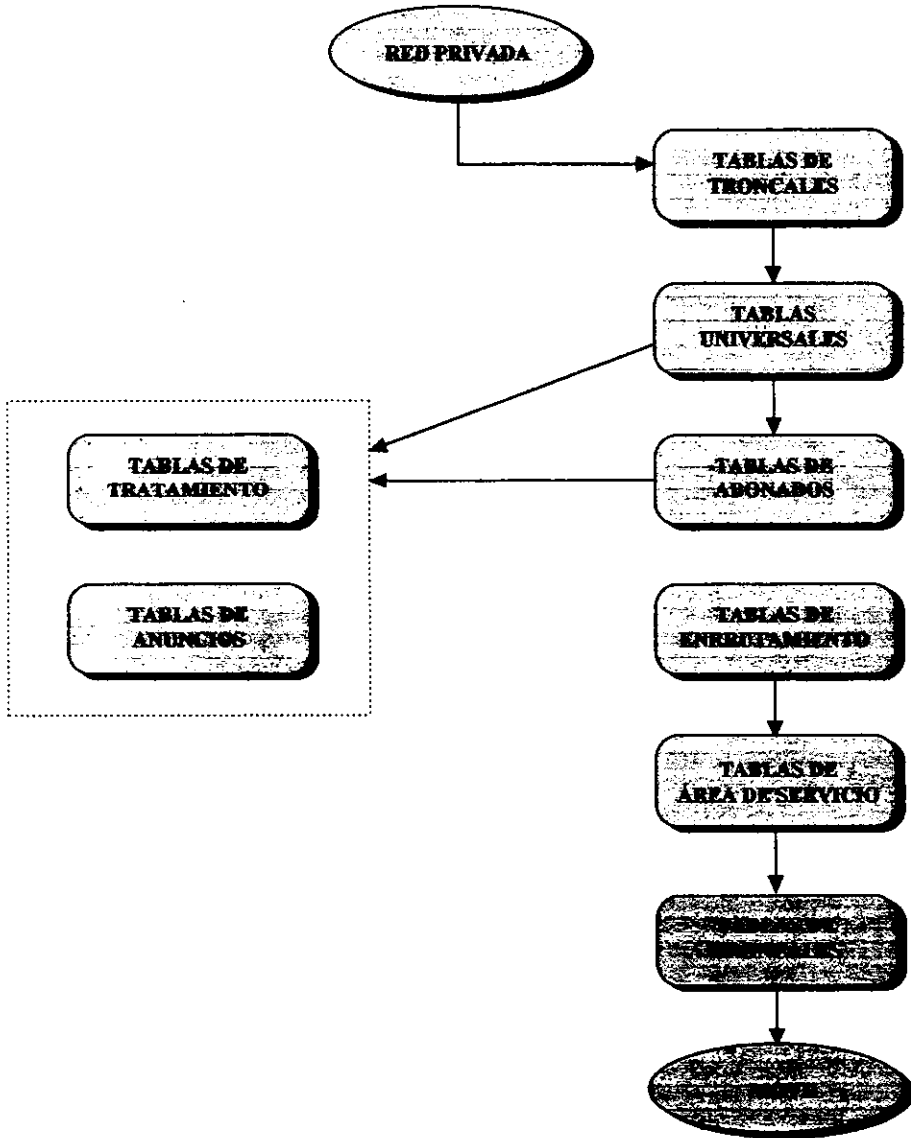 RED PRIVADA
TABLAS DE
TRONCALES
TABLAS
UNIVERSALES
TABLAS DE
TRATAMIENTO
TABLAS DE
ABONADOS
TABLAS DE
ANUNCIOS
TABLAS DE
ENRRUTAMIENTO
TABLAS DE
ÁREA DE SERVICIO